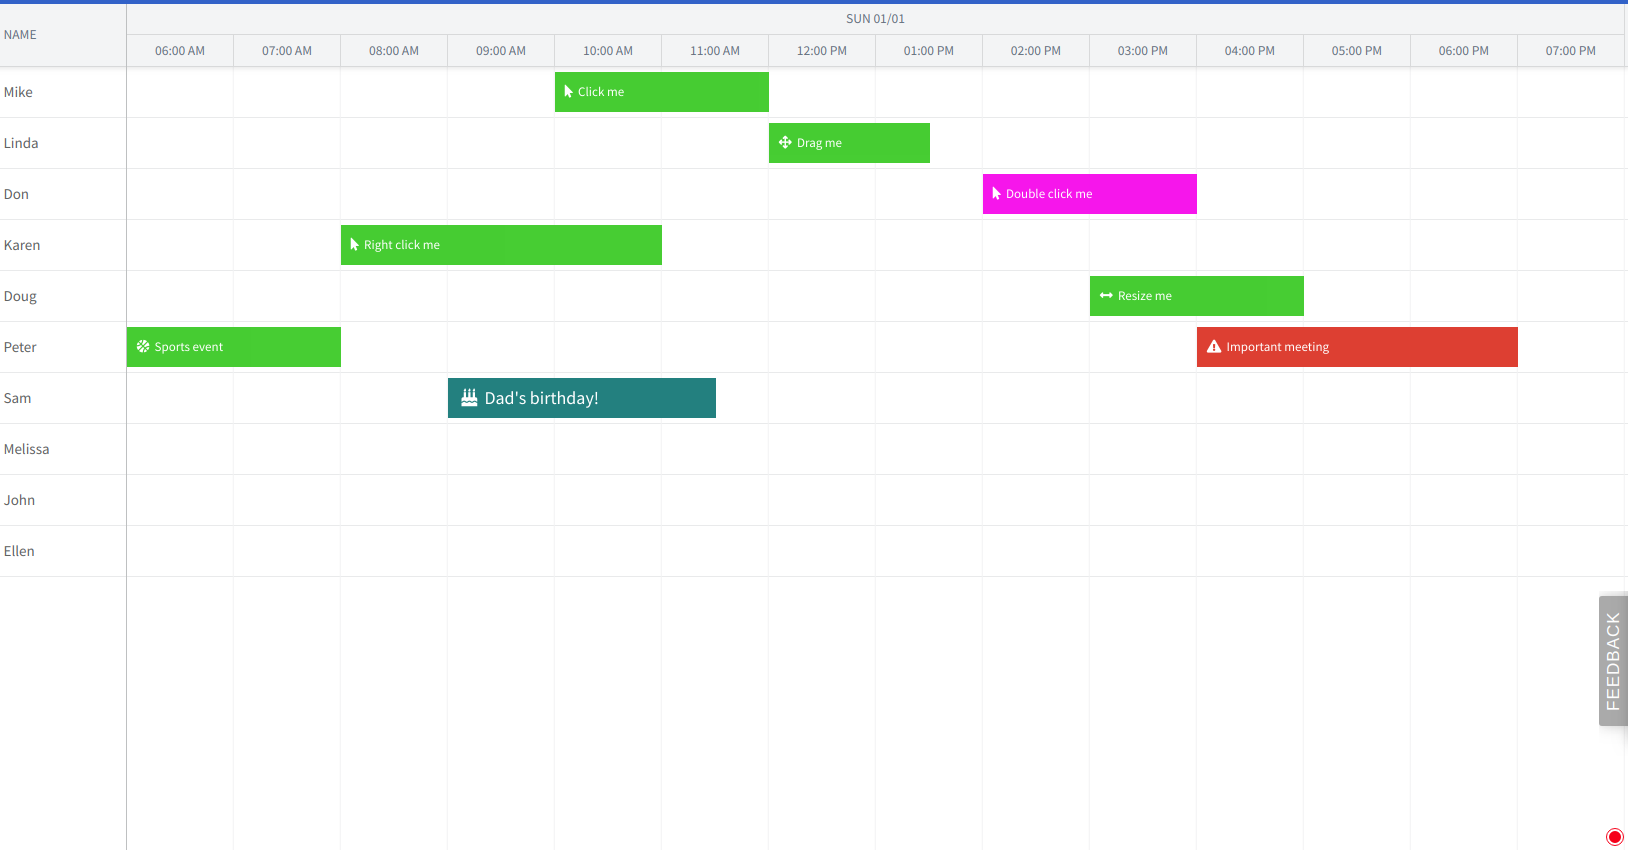 NAME
SUN 01/01
06:00 AM 07:00 AM 08:00 AM 09:00 AM 10:00 AM 11:00 AM 12:00 PM 01:00 PM 02:00 PM 03:00 PM 04:00 PM 05:00 PM 06:00 PM 07:00 PM
Mike Click me
Linda Drag me
Don Double click me
Karen Right click me
Doug Resize me
Peter Sports event Important meeting
Sam Dad's birthday!
Melissa
John
Ellen
FEEDBACK